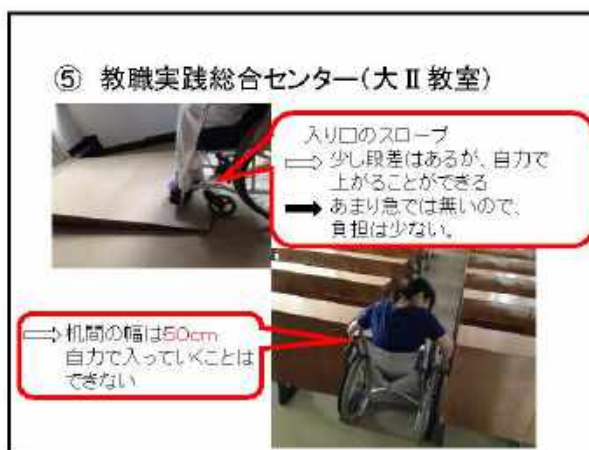 ⑤ 教職実践総合センター(大Ⅱ教室)
入り口のスロープ
⇨ 少し段差はあるが、自力で
上がることができる
➡ あまり急では無いので、
負担は少ない。
⇨ 机間の幅は50cm
自力で入っていくことは
できない